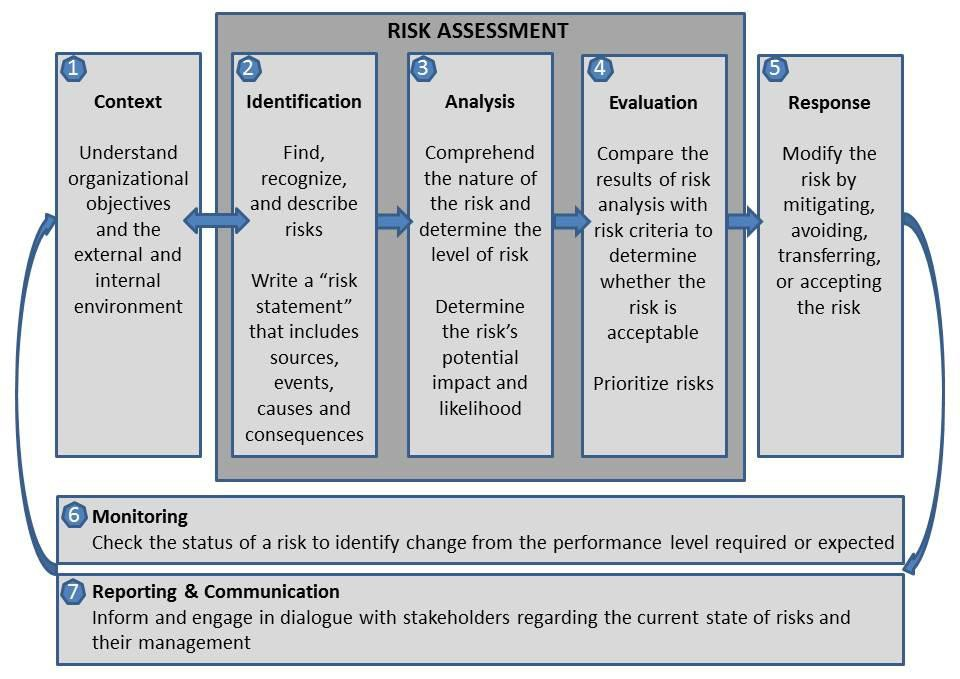 RISK ASSESSMENT
1
Context
Understand
organizational
objectives
and the
external and
internal
environment
2
Identification
Find,
recognize,
and describe
risks
Write a “risk
statement”
that includes
sources,
events,
causes and
consequences
3
Analysis
Comprehend
the nature of
the risk and
determine the
level of risk
Determine
the risk’s
potential
impact and
likelihood
4
Evaluation
Compare the
results of risk
analysis with
risk criteria to
determine
whether the
risk is
acceptable
Prioritize risks
5
Response
Modify the
risk by
mitigating,
avoiding,
transferring,
or accepting
the risk
6 Monitoring
Check the status of a risk to identify change from the performance level required or expected
7 Reporting & Communication
Inform and engage in dialogue with stakeholders regarding the current state of risks and
their management